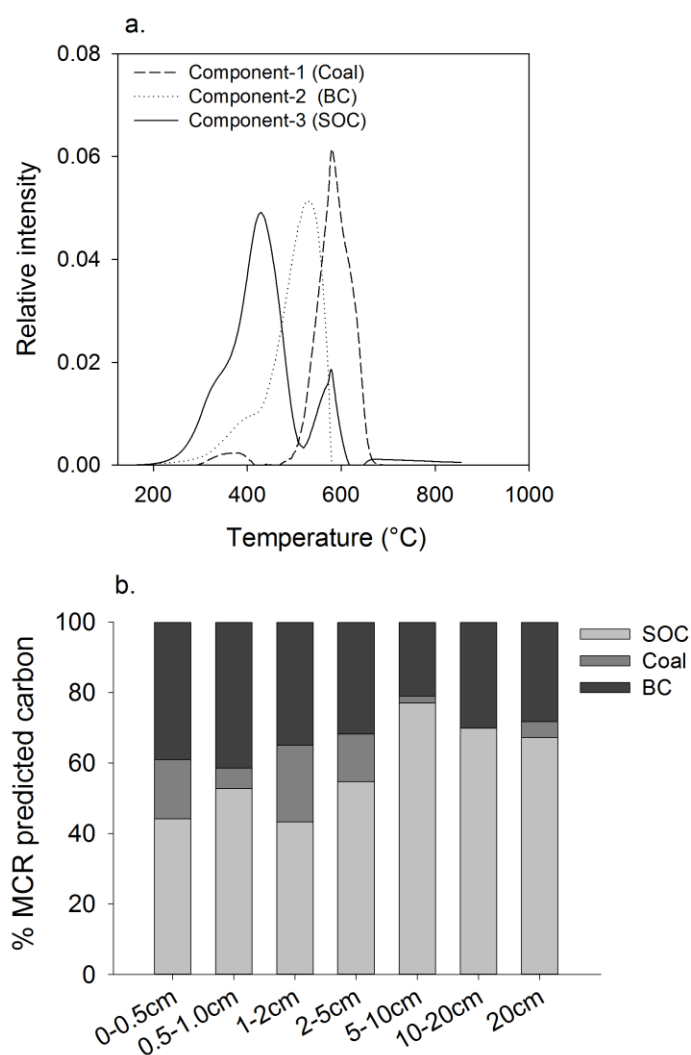 a.
0.08
0.06
0.04
0.02
0.00
Relative intensity
Component-1 (Coal)
Component-2 (BC)
Component-3 (SOC)
200 400 600 800 1000
Temperature (°C)
b.
100
80
60
40
20
0
% MCR predicted carbon
SOC
Coal
BC
0-0.5cm 0.5-1.0cm 1-2cm 2-5cm 5-10cm 10-20cm 20cm